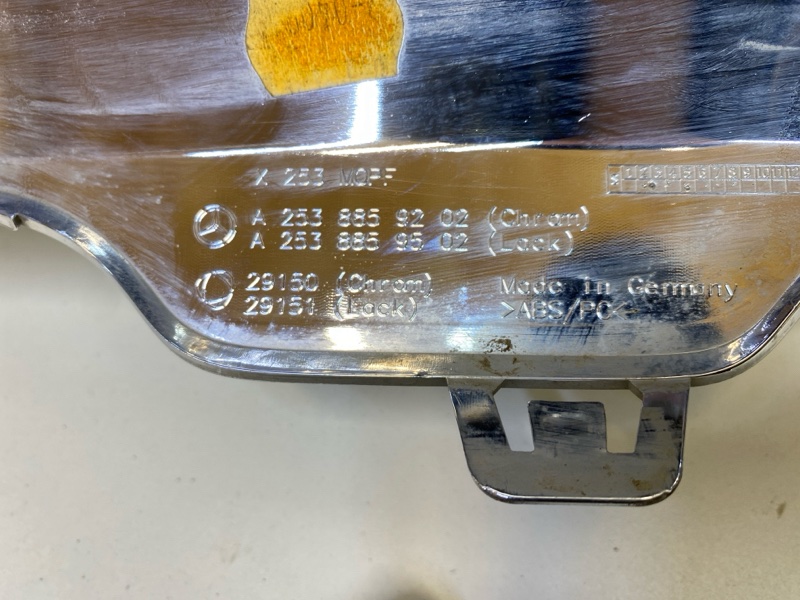 X 253 MOPF
A 253 885 92 02 (Chrom)
A 253 885 95 02 (Lack)
29150 (Chrom)
29151 (Lack)
Made in Germany
>ABS/PC<